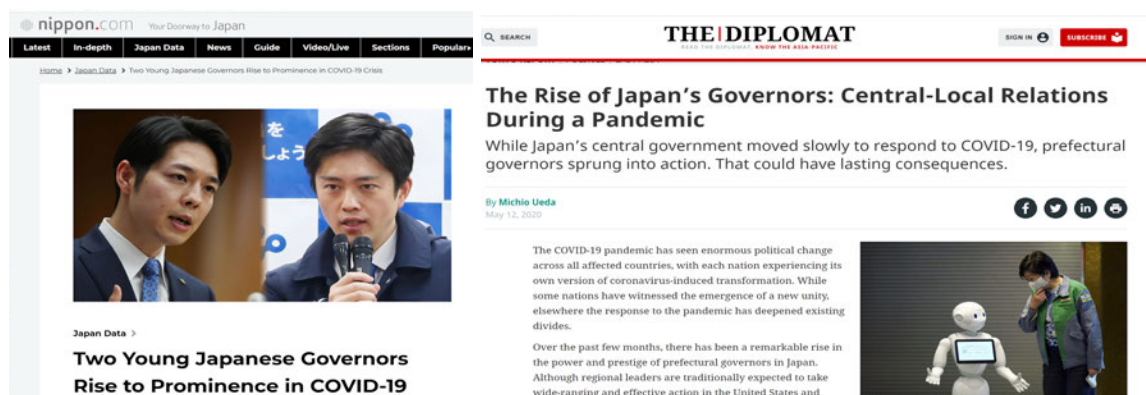 nippon.com Your Doorway to Japan
Latest In-depth Japan Data News Guide Video/Live Sections Popular
Home > Japan Data > Two Young Japanese Governors Rise to Prominence in COVID-19 Crisis
を
しょう
Japan Data >
Two Young Japanese Governors
Rise to Prominence in COVID-19
SEARCH
THE|DIPLOMAT
READ THE DIPLOMAT, KNOW THE ASIA-PACIFIC
SIGN IN
SUBSCRIBE
The Rise of Japan's Governors: Central-Local Relations
During a Pandemic
While Japan's central government moved slowly to respond to COVID-19, prefectural
governors sprung into action. That could have lasting consequences.
By Michio Ueda
May 12, 2020
The COVID-19 pandemic has seen enormous political change
across all affected countries, with each nation experiencing its
own version of coronavirus-induced transformation. While
some nations have witnessed the emergence of a new unity,
elsewhere the response to the pandemic has deepened existing
divides.
Over the past few months, there has been a remarkable rise in
the power and prestige of prefectural governors in Japan.
Although regional leaders are traditionally expected to take
wide-ranging and effective action in the United States and